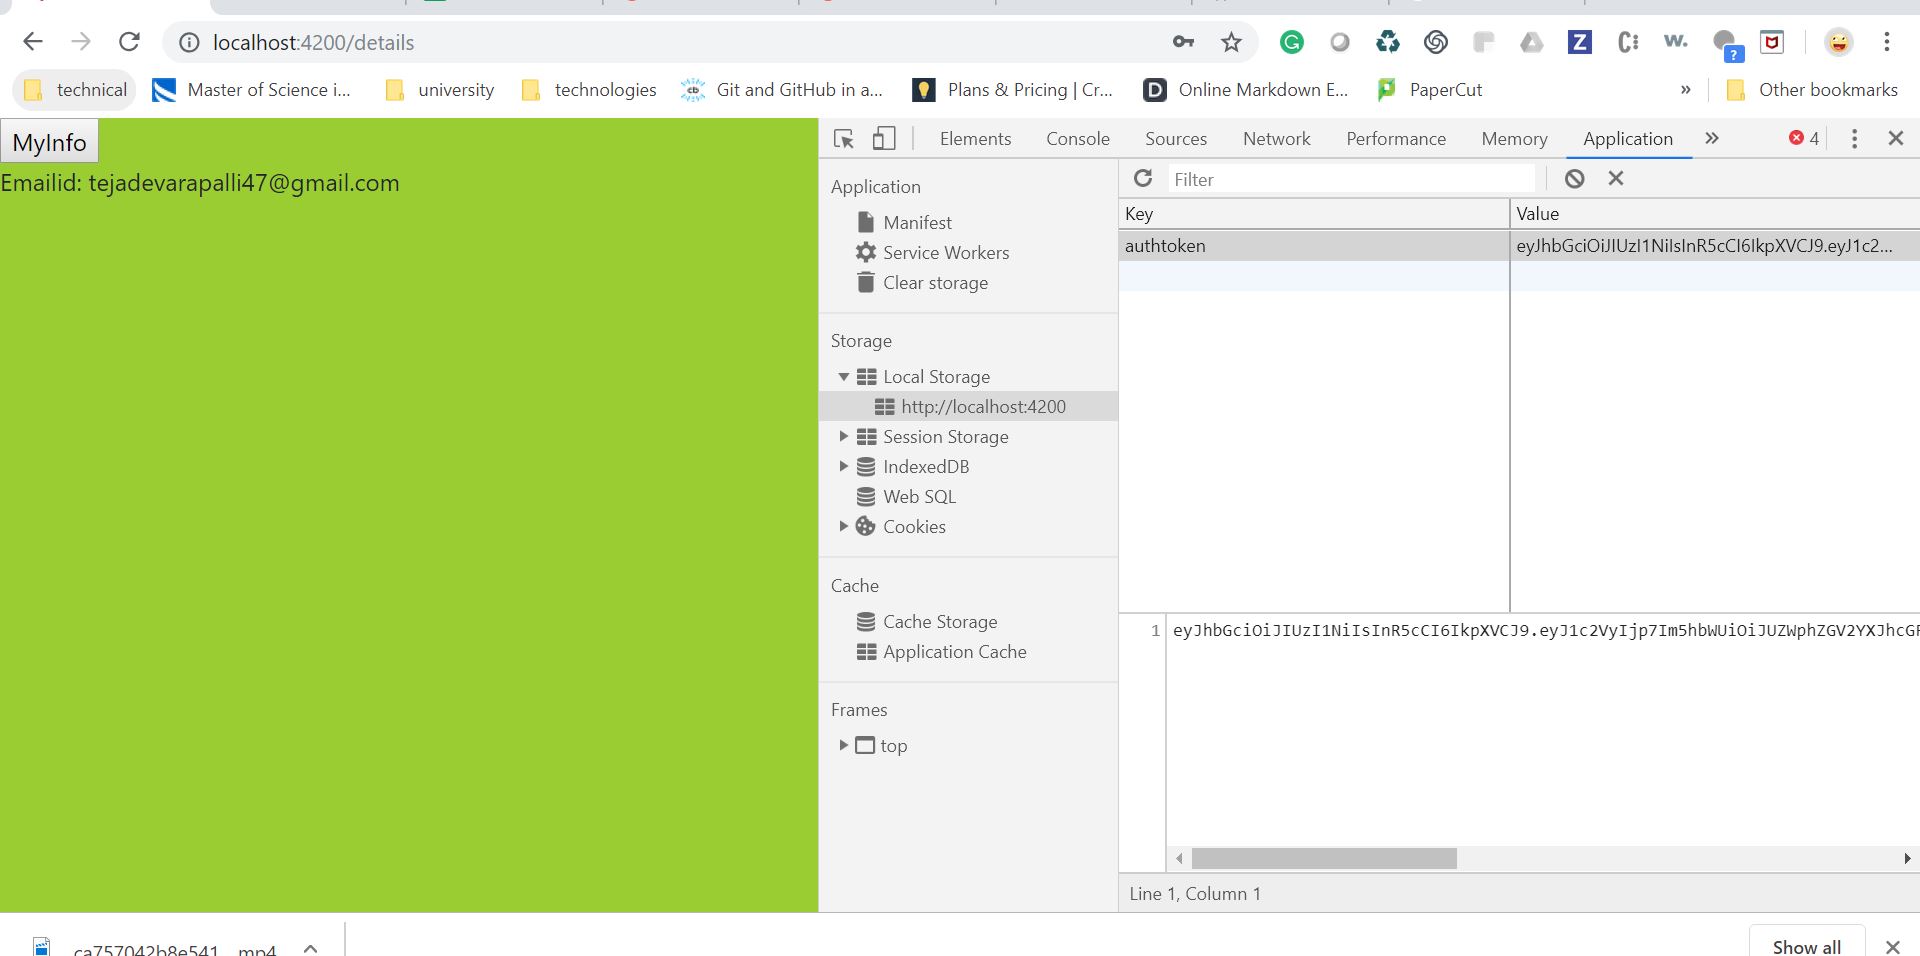 localhost:4200/details
technical
Master of Science i...
university
technologies
Git and GitHub in a...
Plans & Pricing | Cr...
Online Markdown E...
PaperCut
»
Other bookmarks
MyInfo
Emailid: tejadevarapalli47@gmail.com
Elements
Console
Sources
Network
Performance
Memory
Application
»
4
Application
Manifest
Service Workers
Clear storage
Storage
Local Storage
http://localhost:4200
Session Storage
IndexedDB
Web SQL
Cookies
Cache
Cache Storage
Application Cache
Frames
top
Filter
Key
Value
authtoken
eyJhbGciOiJIUzI1NiIsInR5cCI6IkpXVCJ9.eyJ1c2...
1
eyJhbGciOiJIUzI1NiIsInR5cCI6IkpXVCJ9.eyJ1c2VyIjp7Im5hbWUiOiJUZWphZGV2YXJhcGF
Line 1, Column 1
ca757042b8e541....mp4
Show all